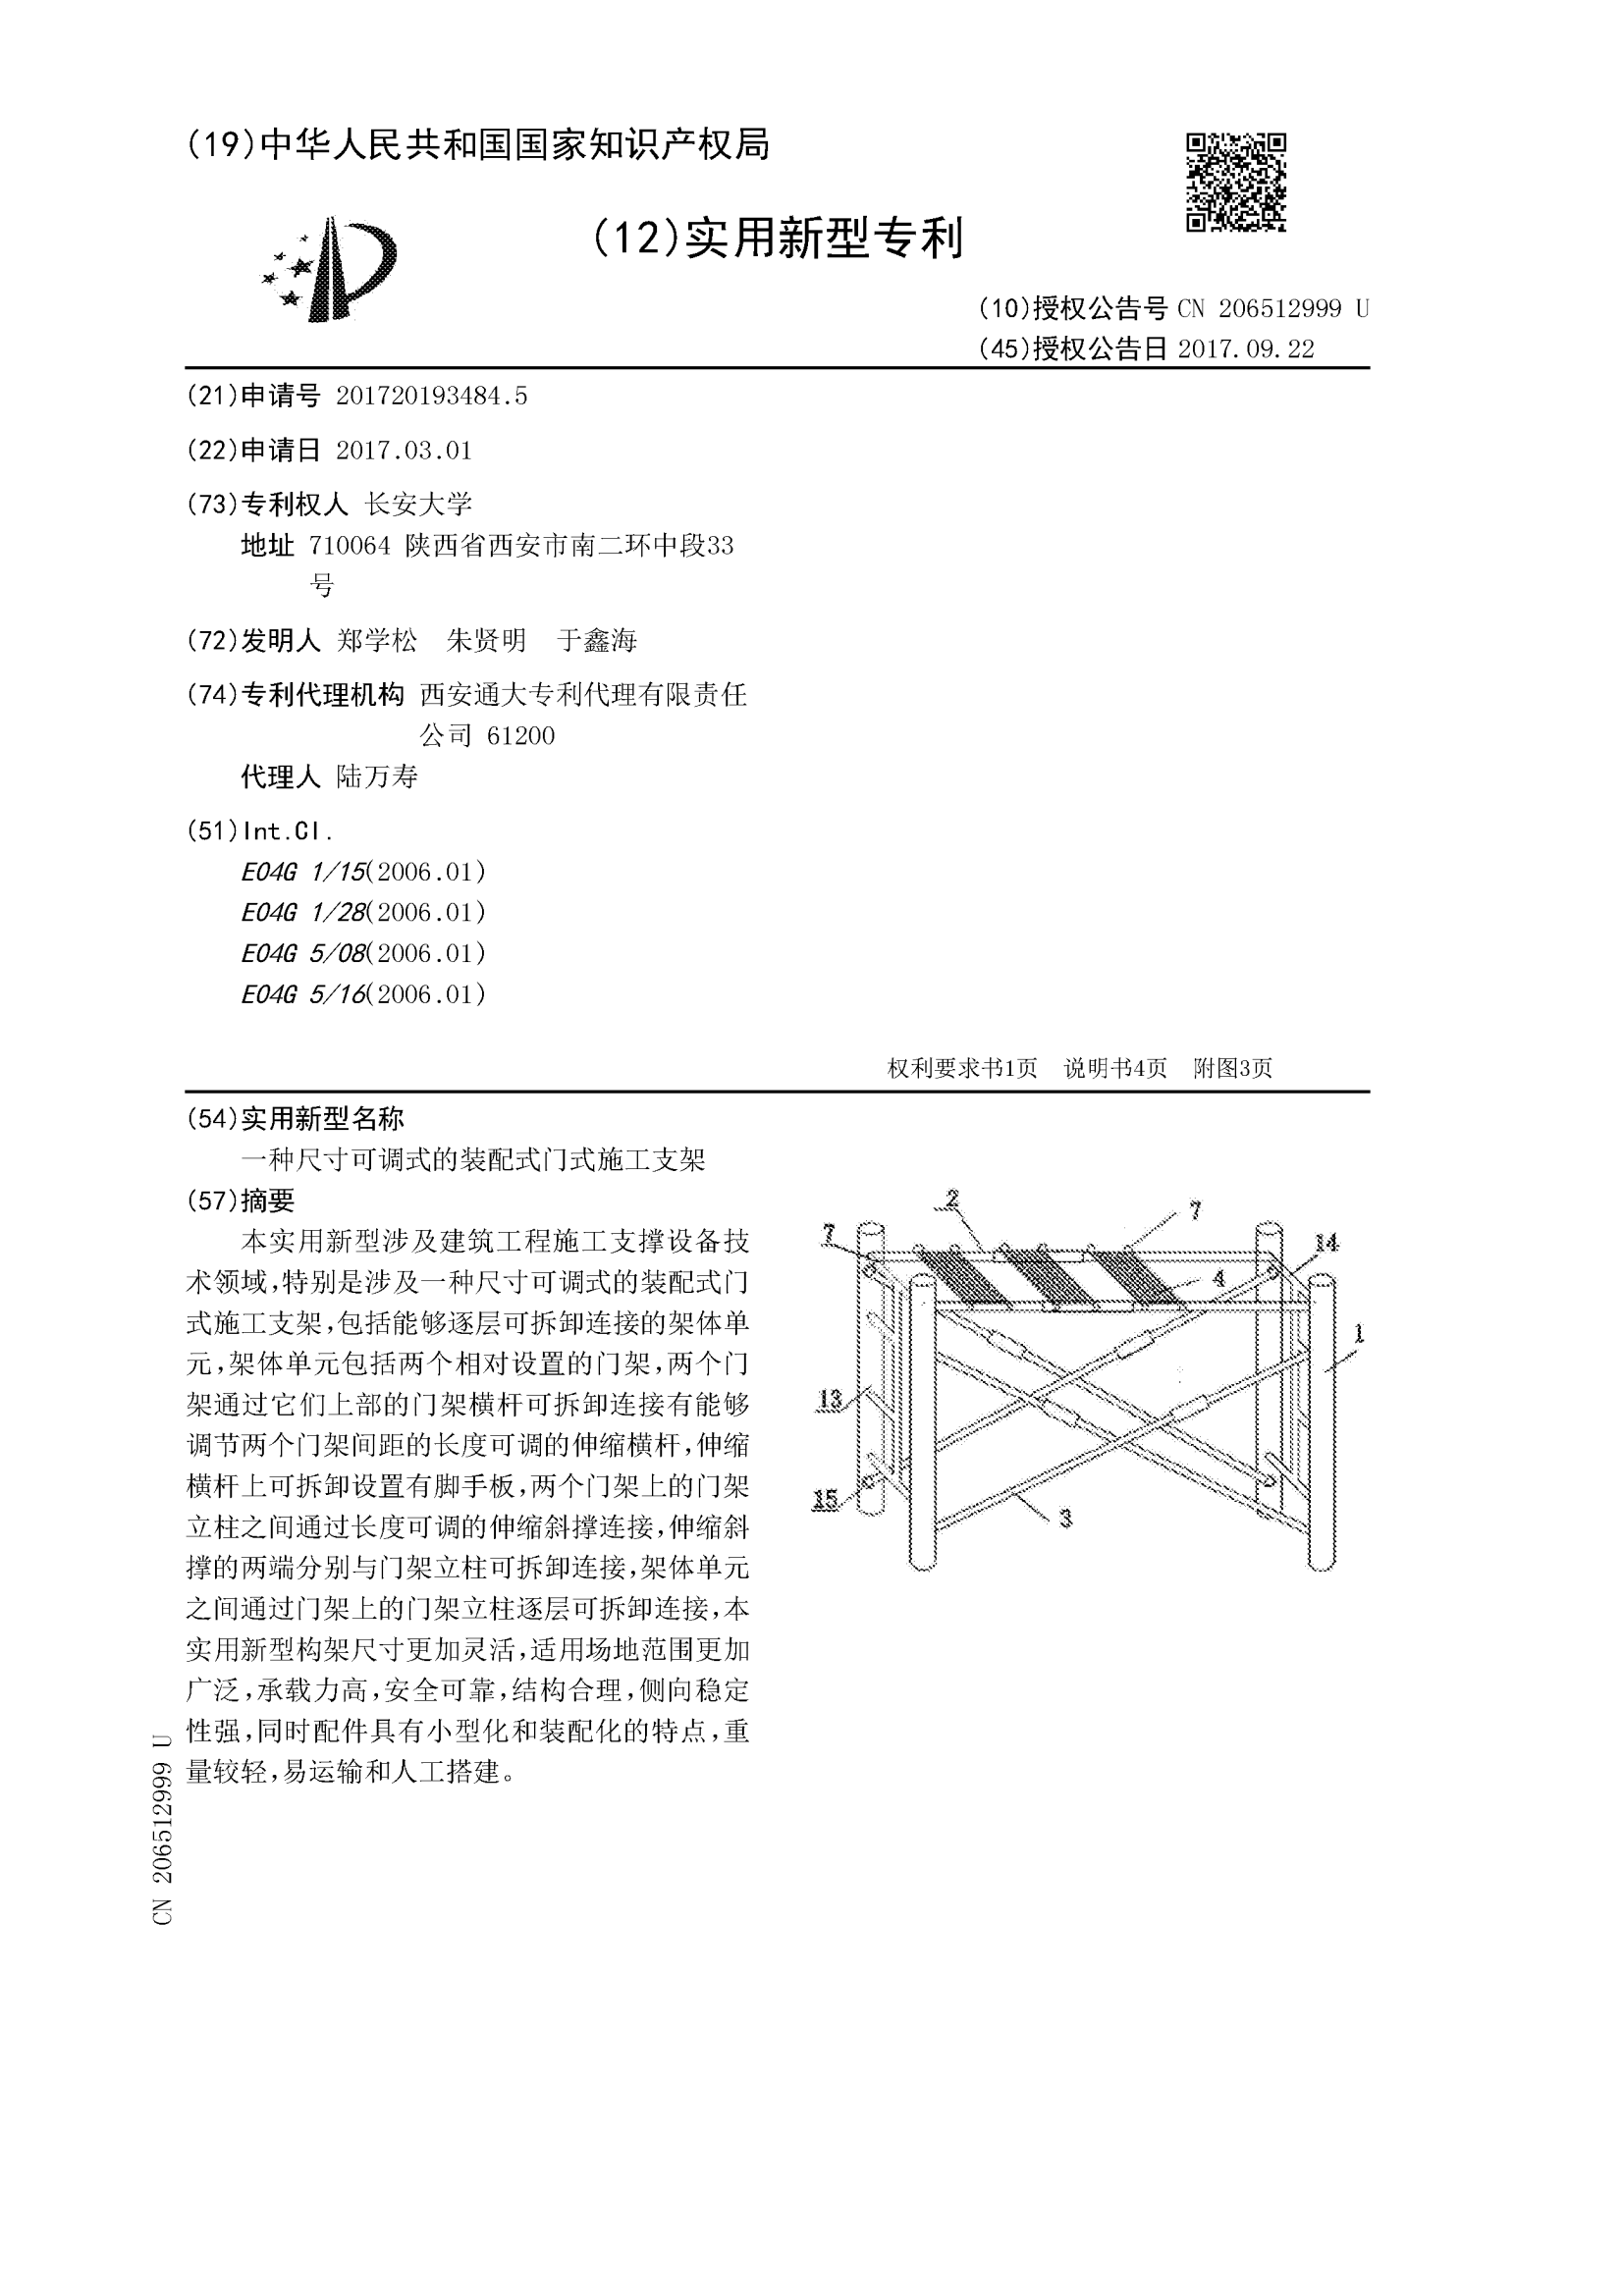 (19)中华人民共和国国家知识产权局
(12)实用新型专利
(10)授权公告号 CN 206512999 U
(45)授权公告日 2017.09.22
(21)申请号 201720193484.5
(22)申请日 2017.03.01
(73)专利权人 长安大学
地址 710064 陕西省西安市南二环中段33
号
(72)发明人 郑学松 朱贤明 于鑫海
(74)专利代理机构 西安通大专利代理有限责任
公司 61200
代理人 陆万寿
(51)Int.Cl.
E04G 1/15(2006.01)
E04G 1/28(2006.01)
E04G 5/08(2006.01)
E04G 5/16(2006.01)
权利要求书1页 说明书4页 附图3页
(54)实用新型名称
一种尺寸可调式的装配式门式施工支架
(57)摘要
本实用新型涉及建筑工程施工支撑设备技
术领域,特别是涉及一种尺寸可调式的装配式门
式施工支架,包括能够逐层可拆卸连接的架体单
元,架体单元包括两个相对设置的门架,两个门
架通过它们上部的门架横杆可拆卸连接有能够
调节两个门架间距的长度可调的伸缩横杆,伸缩
横杆上可拆卸设置有脚手板,两个门架上的门架
立柱之间通过长度可调的伸缩斜撑连接,伸缩斜
撑的两端分别与门架立柱可拆卸连接,架体单元
之间通过门架上的门架立柱逐层可拆卸连接,本
实用新型构架尺寸更加灵活,适用场地范围更加
广泛,承载力高,安全可靠,结构合理,侧向稳定
性强,同时配件具有小型化和装配化的特点,重
量较轻,易运输和人工搭建。
2
7
7
14
4
1
13
15
3
CN 206512999 U